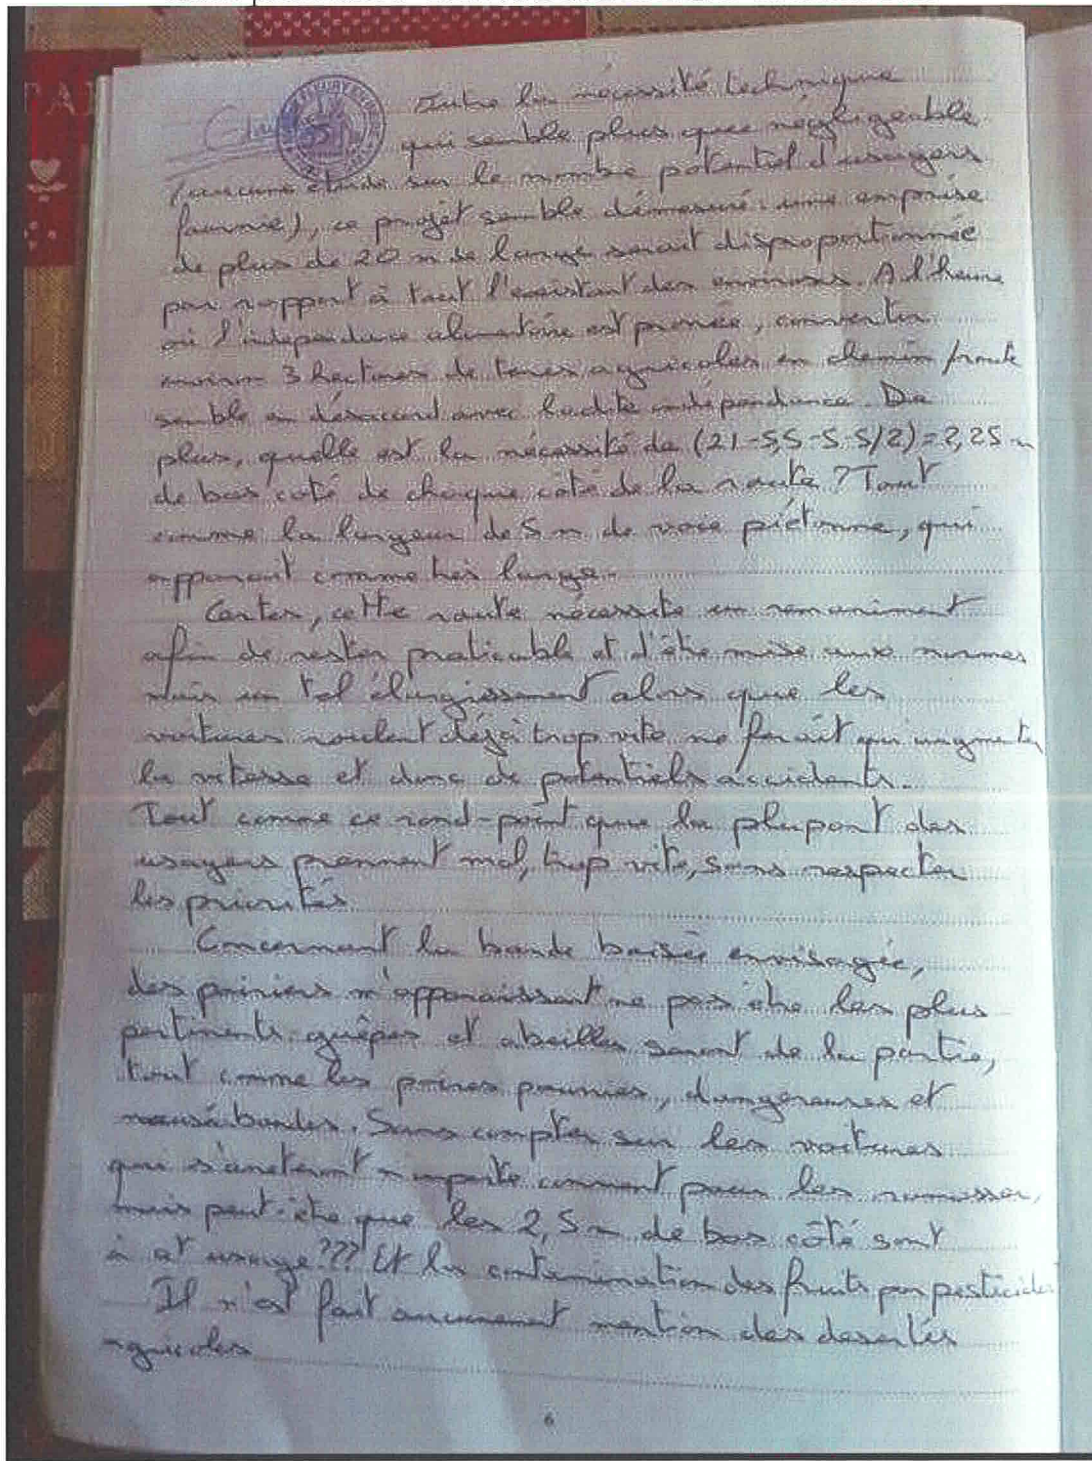 Entre la nécessité technique
qui semble plus que négligeable
(aucune étude sur le nombre potentiel d'usagers
fournie), ce projet semble démesuré : une emprise
de plus de 20 m de large serait disproportionnée
par rapport à tout l'existant des environs. A l'heure
où l'indépendance alimentaire est pronée, convertir
environ 3 hectares de terres agricoles en chemin/route
semble en désaccord avec ladite indépendance. De
plus, quelle est la nécessité de (21-5,5-5-5/2)=2,25 m
de bas côté de chaque côté de la route ? Tout
comme la largeur de 5 m de voie piétonne, qui
apparait comme très large.
Certes, cette route nécessite un remaniment
afin de rester praticable et d'être mise aux normes
mais un tel élargissement alors que les
voitures roulent déjà trop vite ne ferait qu'augmenter
la vitesse et donc de potentiels accidents.
Tout comme ce rond-point que la plupart des
usagers prennent mal, trop vite, sans respecter
les priorités
Concernant la bande boisée envisagée,
des poiriers m'apparaissent ne pas être les plus
pertinents guêpes et abeilles seront de la partie,
tout comme les poires pourries, dangereuses et
nauséabondes. Sans compter sur les voitures
qui s'arreteront n'importe comment pour les ramasser,
mais peut-être que les 2,5 m de bas côté sont
à cet usage ??? Et la contamination des fruits par pesticides
Il n'est fait aucunement mention des dessertes
agricoles
6